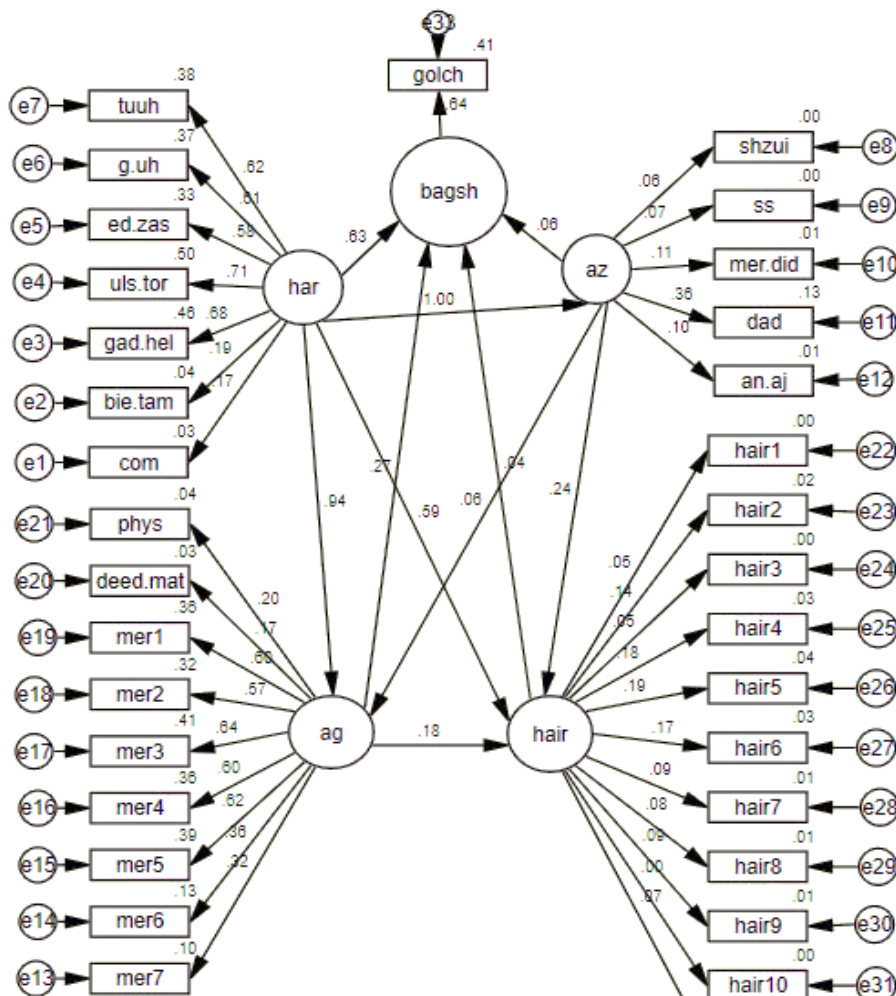 e33
.41
golch
.64
bagsh
.38
e7 tuuh
.37
e6 g.uh
.33
e5 ed.zas
.50
e4 uls.tor
.46
e3 gad.hel
.04
e2 bie.tam
.03
e1 com
.62
.61
.58
.71
.68
.19
.17
har
.63
.06
1.00
az
.00
shzui e8
.00
ss e9
.01
mer.did e10
.13
dad e11
.01
an.aj e12
.06
.07
.11
.36
.10
.94
.27
.59
.06
.04
.24
.04
e21 phys
.03
e20 deed.mat
.36
e19 mer1
.32
e18 mer2
.41
e17 mer3
.36
e16 mer4
.39
e15 mer5
.13
e14 mer6
.10
e13 mer7
.20
.17
.60
.57
.64
.60
.62
.36
.32
ag
.18
hair
.00
hair1 e22
.02
hair2 e23
.00
hair3 e24
.03
hair4 e25
.04
hair5 e26
.03
hair6 e27
.01
hair7 e28
.01
hair8 e29
.01
hair9 e30
.00
hair10 e31
.05
.14
.05
.18
.19
.17
.09
.08
.09
.00
.07